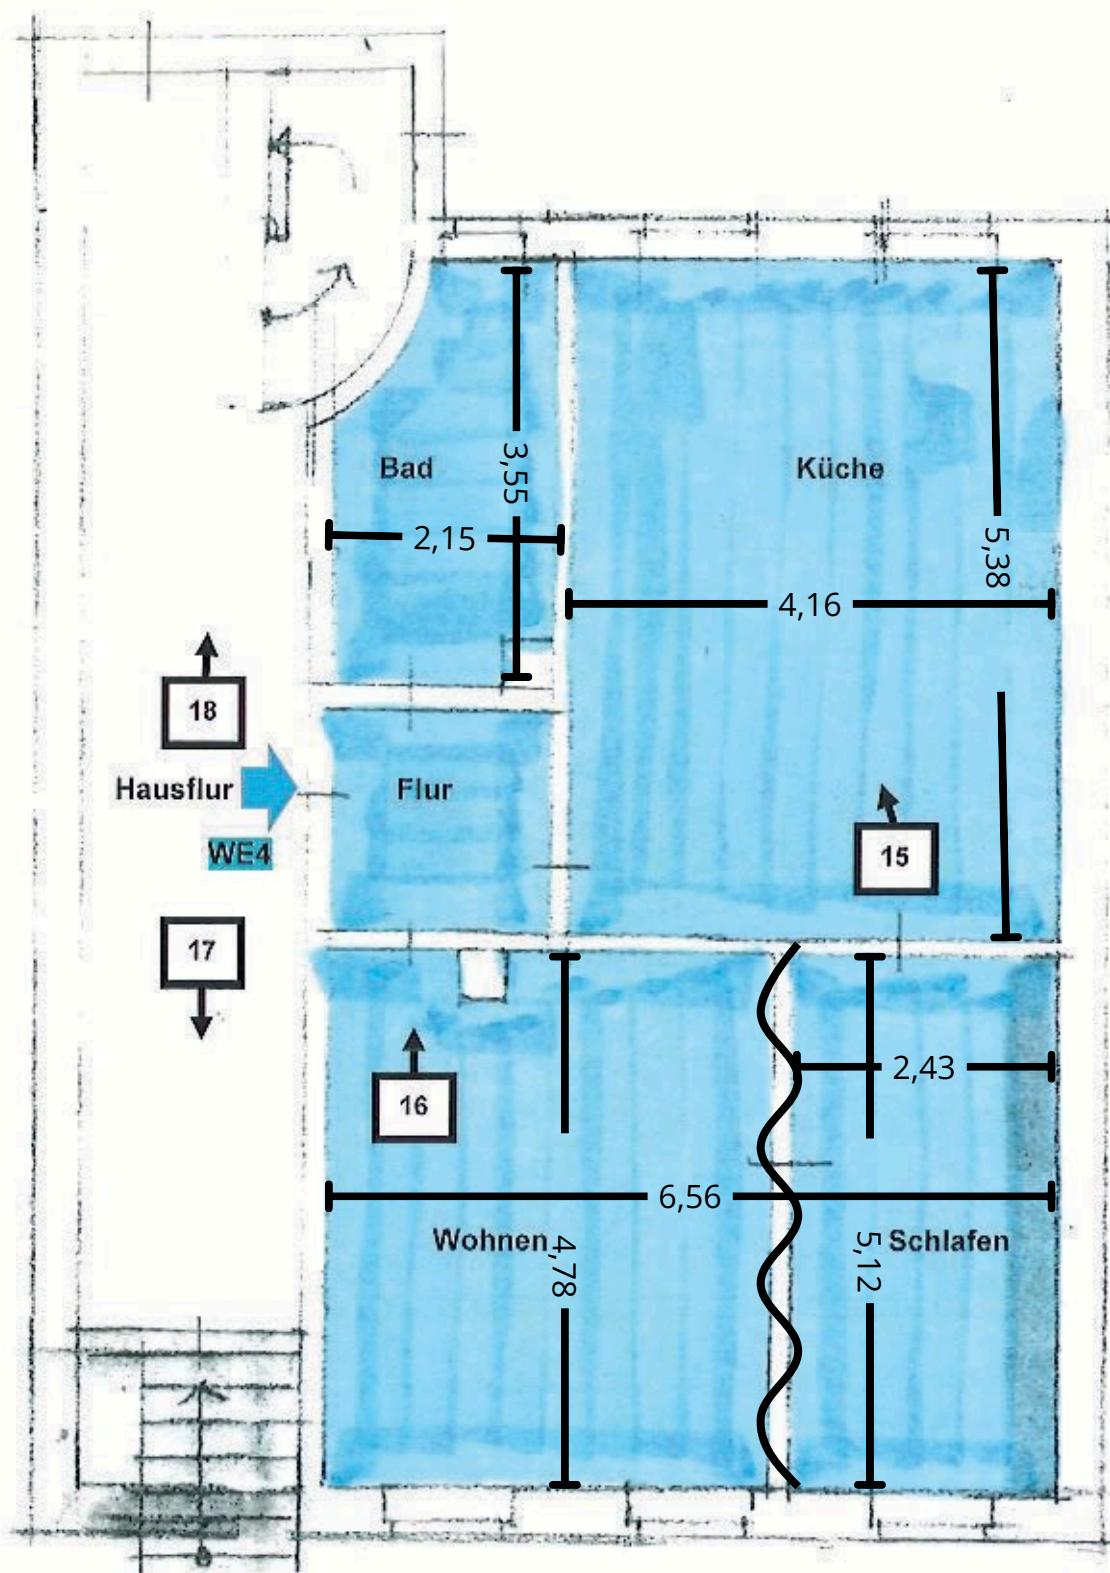 Bad
3,55
Küche
2,15
5,38
4,16
18
Hausflur
Flur
WE4
15
17
2,43
16
6,56
Wohnen
4,78
5,12
Schlafen